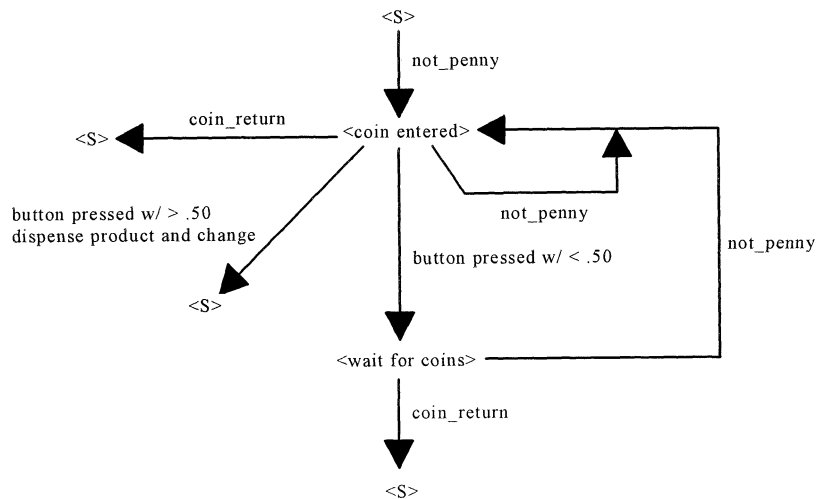 <S>
not_penny
coin_return
<S>
<coin entered>
not_penny
button pressed w/ > .50
dispense product and change
button pressed w/ < .50
not_penny
<S>
<wait for coins>
coin_return
<S>